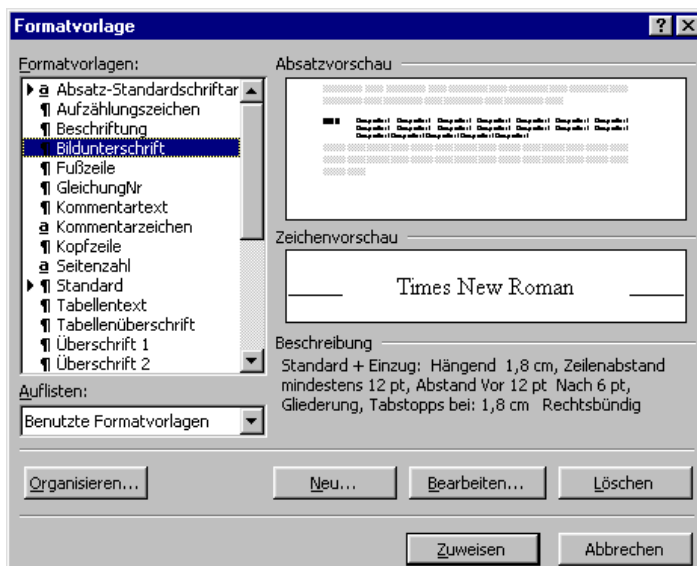 Formatvorlage
Formatvorlagen:
a Absatz-Standardschriftar
¶ Aufzählungszeichen
¶ Beschriftung
¶ Bildunterschrift
¶ Fußzeile
¶ GleichungNr
¶ Kommentartext
a Kommentarzeichen
¶ Kopfzeile
a Seitenzahl
¶ Standard
¶ Tabellentext
¶ Tabellenüberschrift
¶ Überschrift 1
¶ Überschrift 2
Auflisten:
Benutzte Formatvorlagen
Absatzvorschau
Zeichenvorschau
Times New Roman
Beschreibung
Standard + Einzug: Hängend 1,8 cm, Zeilenabstand
mindestens 12 pt, Abstand Vor 12 pt Nach 6 pt,
Gliederung, Tabstopps bei: 1,8 cm Rechtsbündig
Organisieren...
Neu...
Bearbeiten...
Löschen
Zuweisen
Abbrechen